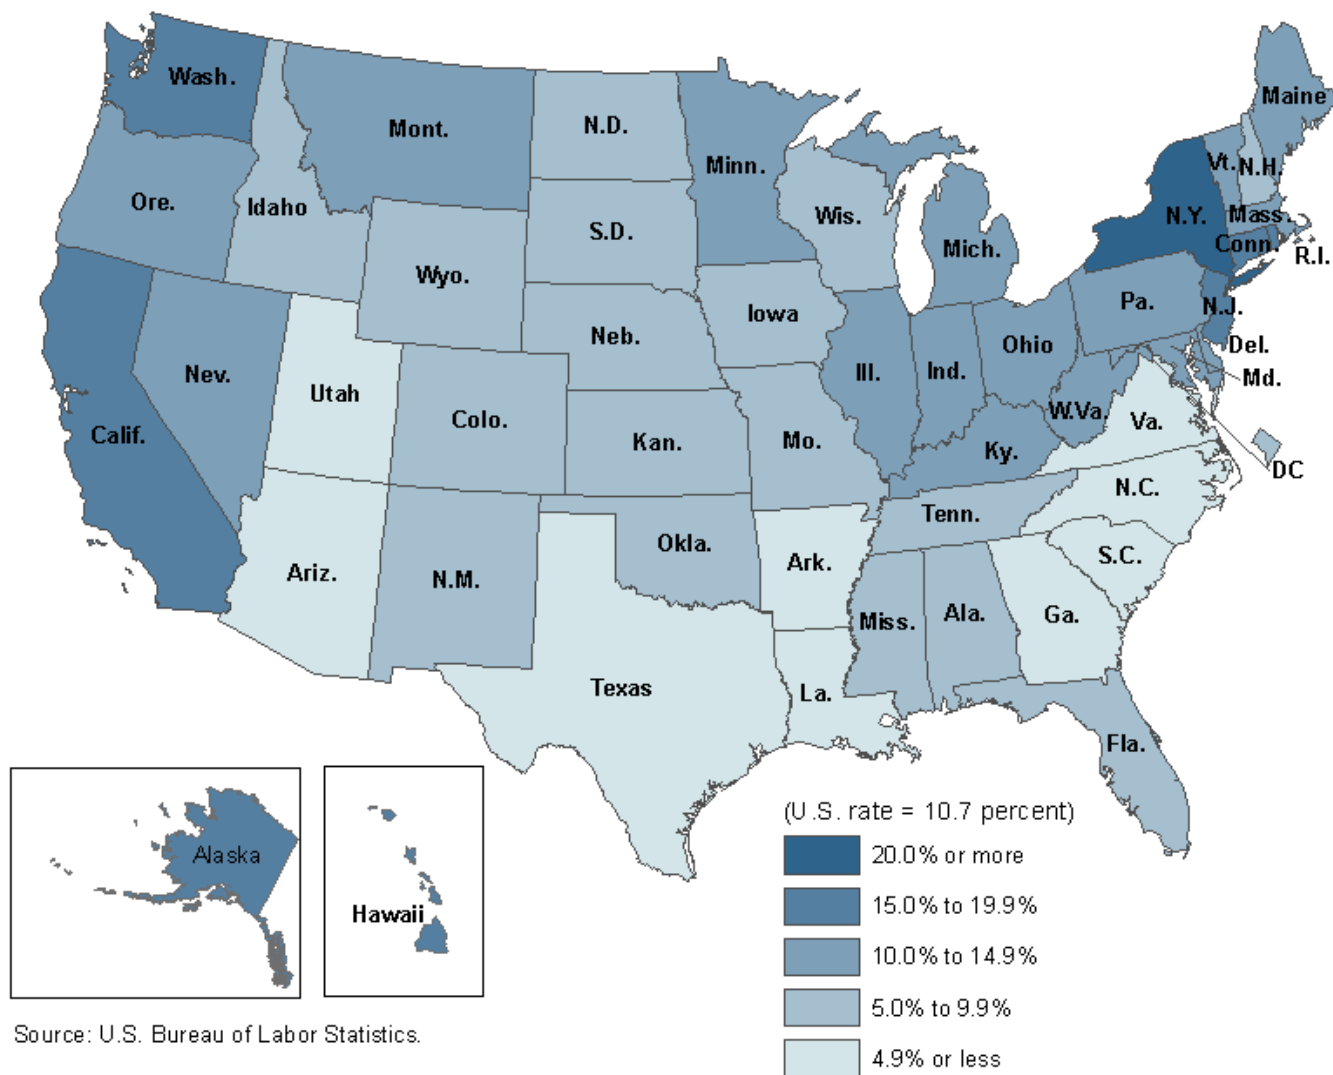 Wash.
Mont.
N.D.
Minn.
Maine
Vt.
N.H.
Ore.
Idaho
S.D.
Wis.
Mich.
N.Y.
Mass.
Conn.
R.I.
Wyo.
Iowa
Neb.
Pa.
N.J.
Del.
Md.
Nev.
Utah
Colo.
Ill.
Ind.
Ohio
W.Va.
Va.
DC
Calif.
Kan.
Mo.
Ky.
N.C.
Tenn.
Okla.
Ariz.
N.M.
Ark.
S.C.
Miss.
Ala.
Ga.
Texas
La.
Fla.
Alaska
Hawaii
(U.S. rate = 10.7 percent)
20.0% or more
15.0% to 19.9%
10.0% to 14.9%
5.0% to 9.9%
4.9% or less
Source: U.S. Bureau of Labor Statistics.